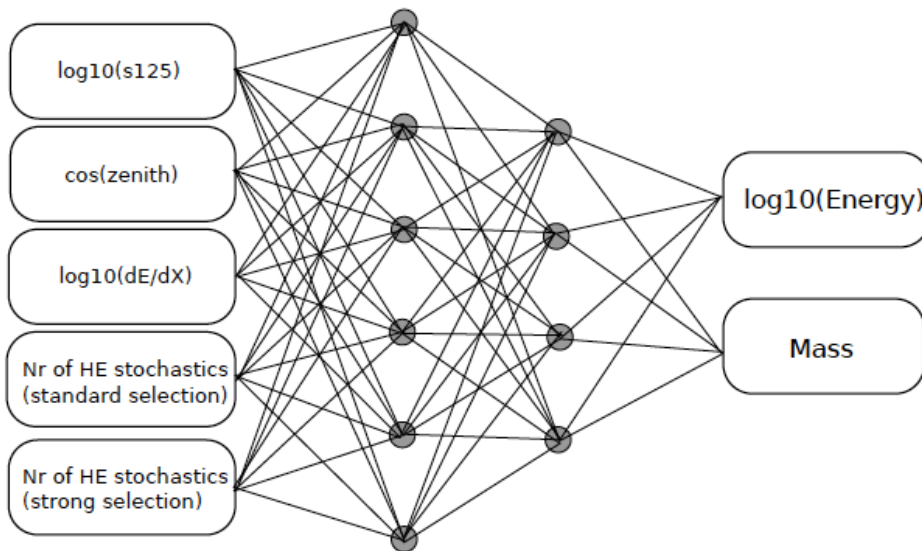 log10(s125)
cos(zenith)
log10(dE/dX)
Nr of HE stochastics
(standard selection)
Nr of HE stochastics
(strong selection)
log10(Energy)
Mass